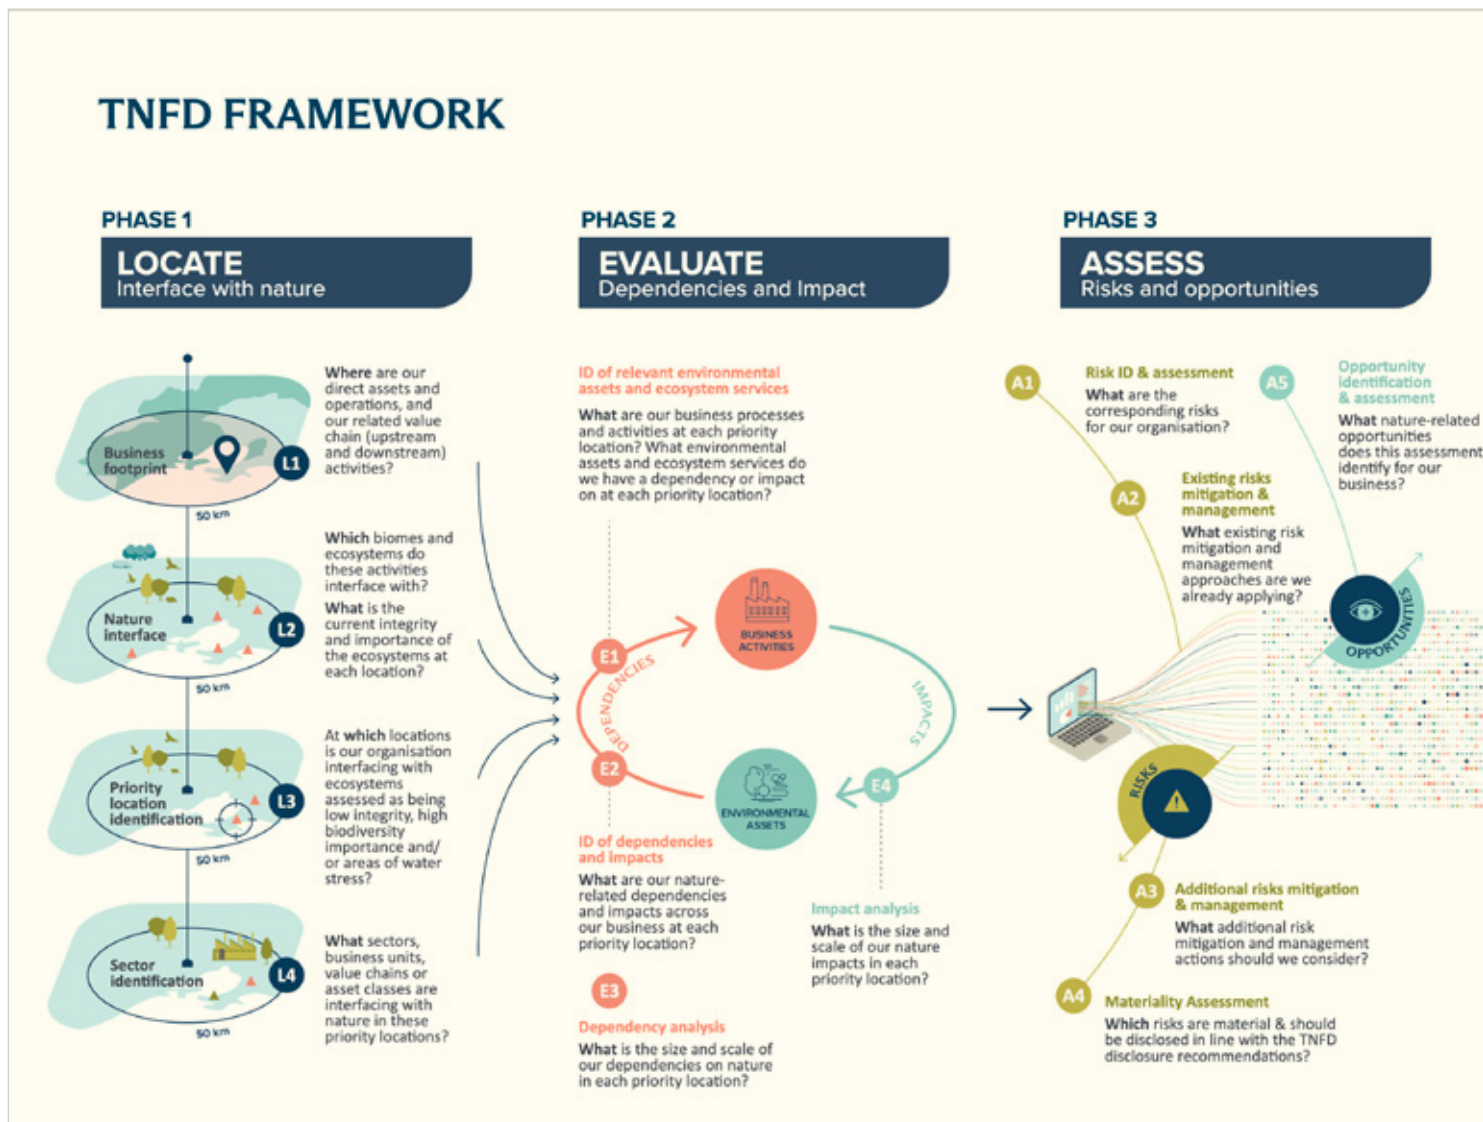 TNFD FRAMEWORK
PHASE 1
LOCATE
Interface with nature
Business
footprint
L1
50 km
Where are our
direct assets and
operations, and
our related value
chain (upstream
and downstream)
activities?
Nature
interface
L2
50 km
Which biomes and
ecosystems do
these activities
interface with?
What is the
current integrity
and importance of
the ecosystems at
each location?
Priority
location
identification
L3
50 km
At which locations
is our organisation
interfacing with
ecosystems
assessed as being
low integrity, high
biodiversity
importance and/
or areas of water
stress?
Sector
identification
L4
50 km
What sectors,
business units,
value chains or
asset classes are
interfacing with
nature in these
priority locations?
PHASE 2
EVALUATE
Dependencies and Impact
ID of relevant environmental
assets and ecosystem services
What are our business processes
and activities at each priority
location? What environmental
assets and ecosystem services do
we have a dependency or impact
on at each priority location?
E1
DEPENDENCIES
E2
BUSINESS
ACTIVITIES
IMPACTS
ENVIRONMENTAL
ASSETS
E4
ID of dependencies
and impacts
What are our nature-
related dependencies
and impacts across
our business at each
priority location?
E3
Dependency analysis
What is the size and scale of
our dependencies on nature
in each priority location?
Impact analysis
What is the size and
scale of our nature
impacts in each
priority location?
PHASE 3
ASSESS
Risks and opportunities
A1
Risk ID & assessment
What are the
corresponding risks
for our organisation?
A2
Existing risks
mitigation &
management
What existing risk
mitigation and
management
approaches are we
already applying?
A5
Opportunity
identification
& assessment
What nature-related
opportunities
does this assessment
identify for our
business?
OPPORTUNITIES
RISKS
A3
Additional risks mitigation
& management
What additional risk
mitigation and management
actions should we consider?
A4
Materiality Assessment
Which risks are material & should
be disclosed in line with the TNFD
disclosure recommendations?